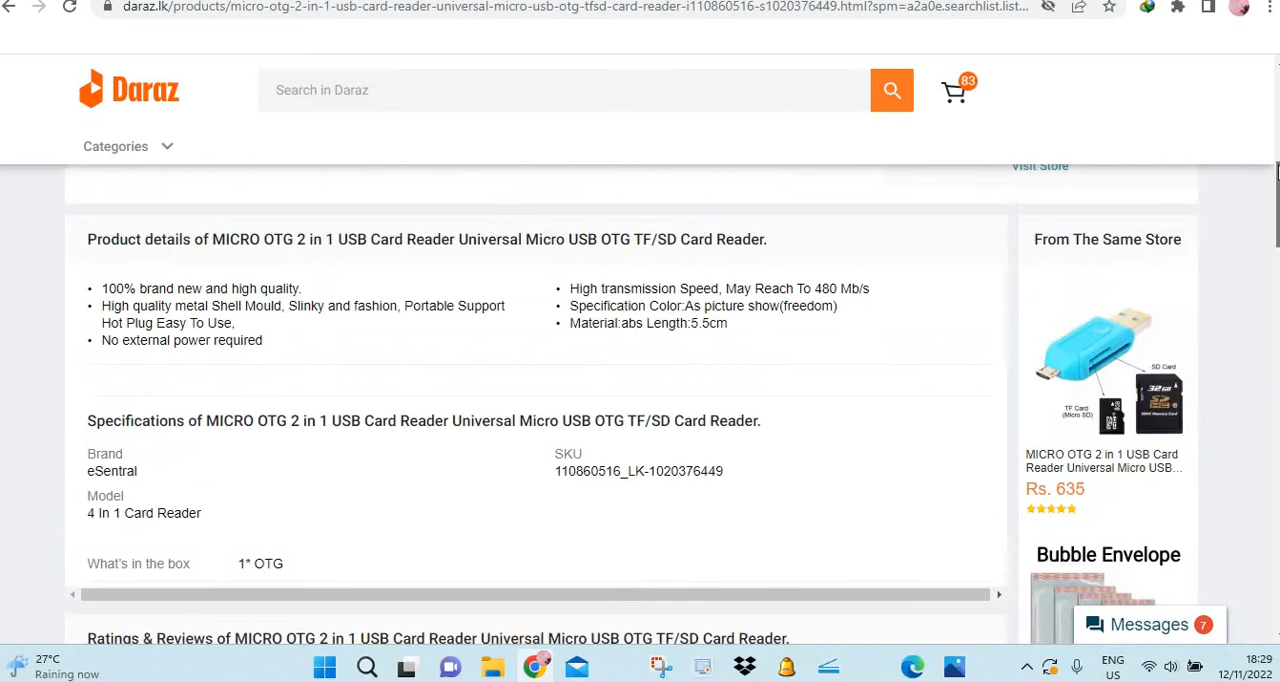 daraz.lk/products/micro-otg-2-in-1-usb-card-reader-universal-micro-usb-otg-tfsd-card-reader-i110860516-s1020376449.html?spm=a2a0e.searchlist.list...
Daraz
Search in Daraz
83
Categories
Visit Store
Product details of MICRO OTG 2 in 1 USB Card Reader Universal Micro USB OTG TF/SD Card Reader.
• 100% brand new and high quality.
• High quality metal Shell Mould, Slinky and fashion, Portable Support
Hot Plug Easy To Use,
• No external power required
• High transmission Speed, May Reach To 480 Mb/s
• Specification Color:As picture show(freedom)
• Material:abs Length:5.5cm
Specifications of MICRO OTG 2 in 1 USB Card Reader Universal Micro USB OTG TF/SD Card Reader.
Brand
eSentral
SKU
110860516_LK-1020376449
Model
4 In 1 Card Reader
What's in the box 1* OTG
Ratings & Reviews of MICRO OTG 2 in 1 USB Card Reader Universal Micro USB OTG TF/SD Card Reader.
From The Same Store
SD Card
TF Card
(Micro SD)
32GB
MICRO OTG 2 in 1 USB Card
Reader Universal Micro USB...
Rs. 635
Bubble Envelope
Messages 7
27°C
Raining now
ENG
US
18:29
12/11/2022